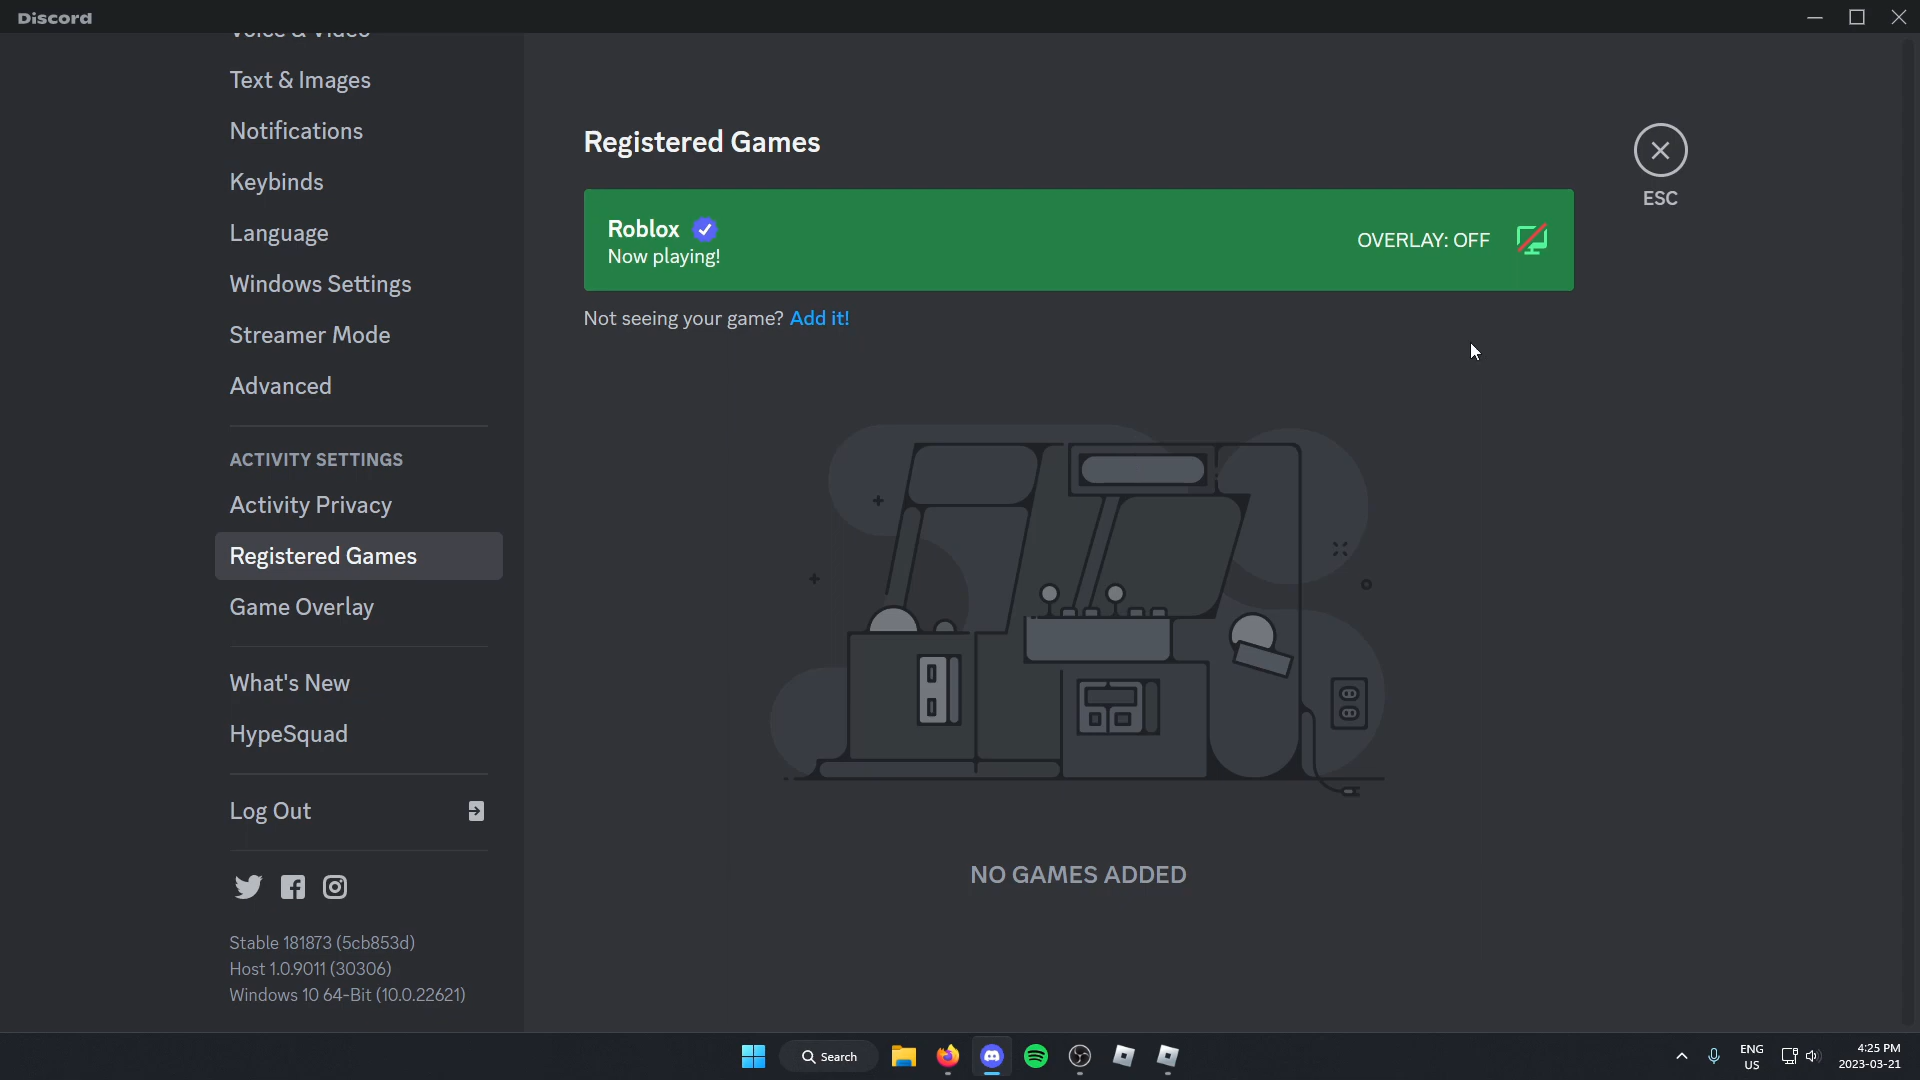 Discord
Voice & Video
Text & Images
Notifications
Keybinds
Language
Windows Settings
Streamer Mode
Advanced
ACTIVITY SETTINGS
Activity Privacy
Registered Games
Game Overlay
What's New
HypeSquad
Log Out
Stable 181873 (5cb853d)
Host 1.0.9011 (30306)
Windows 10 64-Bit (10.0.22621)
Registered Games
Roblox
Now playing!
OVERLAY: OFF
Not seeing your game? Add it!
NO GAMES ADDED
ESC
Search
ENG
US
4:25 PM
2023-03-21